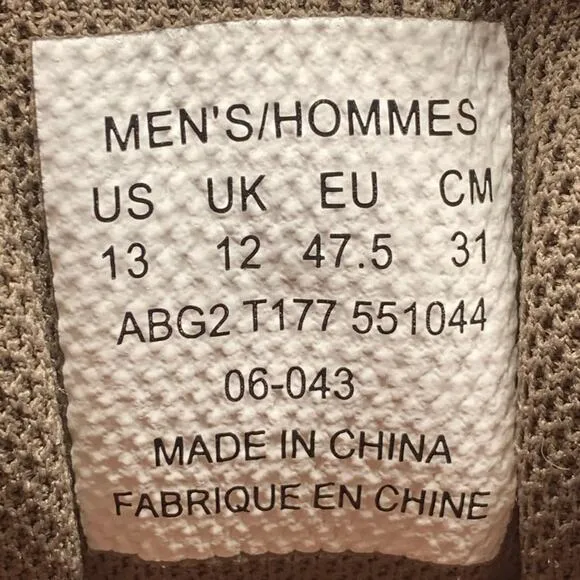 MEN'S/HOMMES
US UK EU CM
13 12 47.5 31
ABG2 T177 551044
06-043
MADE IN CHINA
FABRIQUE EN CHINE